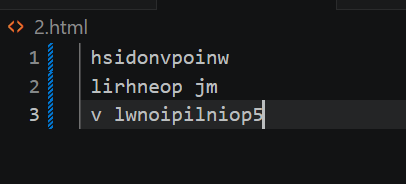 <> 2.html
1 hsidonvpoinw
2 lirhneop jm
3 v lwnoipilniop5